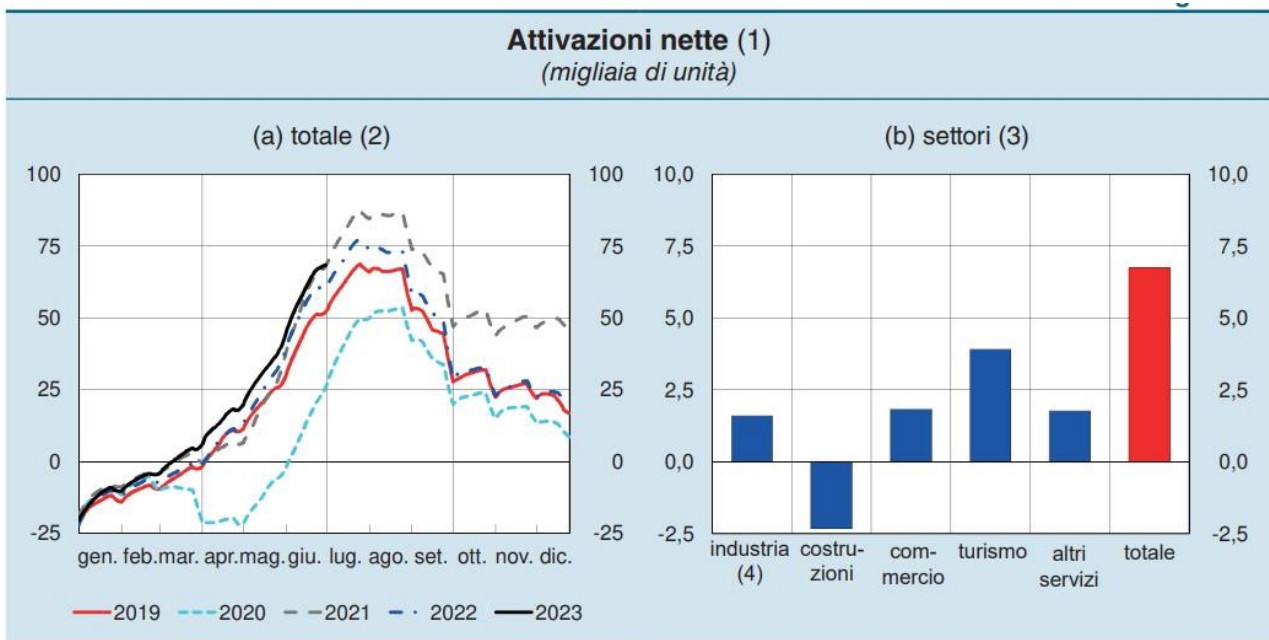 Attivazioni nette (1)
(migliaia di unità)
(a) totale (2)
100
75
50
25
0
-25
100
75
50
25
0
-25
gen. feb. mar. apr. mag. giu. lug. ago. set. ott. nov. dic.
2019 2020 2021 2022 2023
(b) settori (3)
10,0
7,5
5,0
2,5
0,0
-2,5
10,0
7,5
5,0
2,5
0,0
-2,5
industria
(4)
costru-
zioni
com-
mercio
turismo
altri
servizi
totale